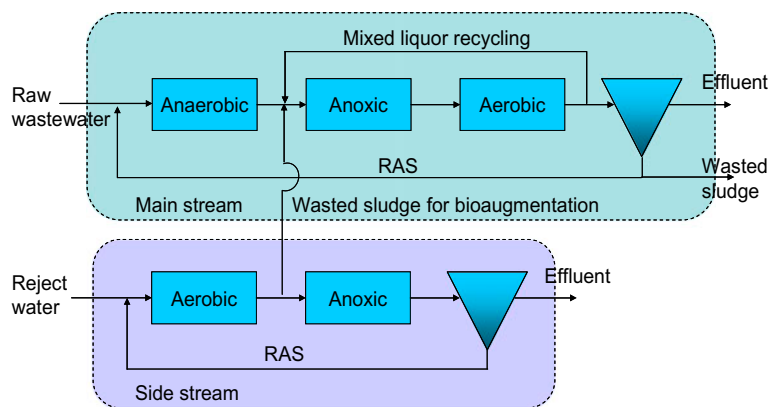 Mixed liquor recycling
Raw
wastewater
Anaerobic
Anoxic
Aerobic
Effluent
RAS
Wasted
sludge
Main stream
Wasted sludge for bioaugmentation
Reject
water
Aerobic
Anoxic
Effluent
RAS
Side stream